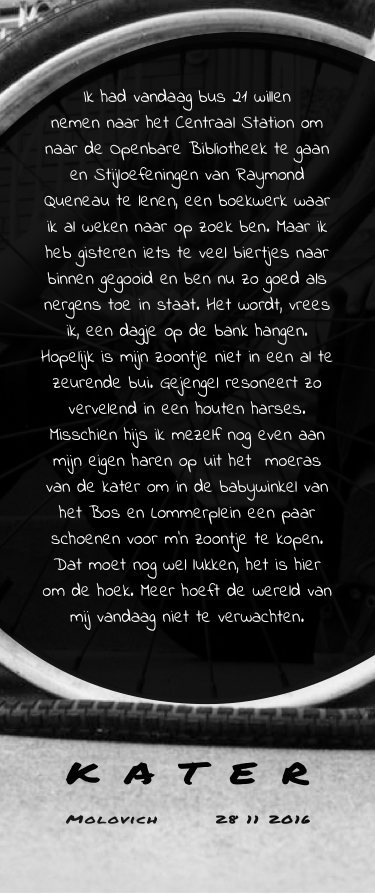 Ik had vandaag bus 21 willen
nemen naar het Centraal Station om
naar de Openbare Bibliotheek te gaan
en Stijloefeningen van Raymond
Queneau te lenen, een boekwerk waar
ik al weken naar op zoek ben. Maar ik
heb gisteren iets te veel biertjes naar
binnen gegooid en ben nu zo goed als
nergens toe in staat. Het wordt, vrees
ik, een dagje op de bank hangen.
Hopelijk is mijn zoontje niet in een al te
zeurende bui. Gejengel resoneert zo
vervelend in een houten harses.
Misschien hijs ik mezelf nog even aan
mijn eigen haren op uit het moeras
van de kater om in de babywinkel van
het Bos en Lommerplein een paar
schoenen voor m'n zoontje te kopen.
Dat moet nog wel lukken, het is hier
om de hoek. Meer hoeft de wereld van
mij vandaag niet te verwachten.
KATER
Molovich 28 11 2016